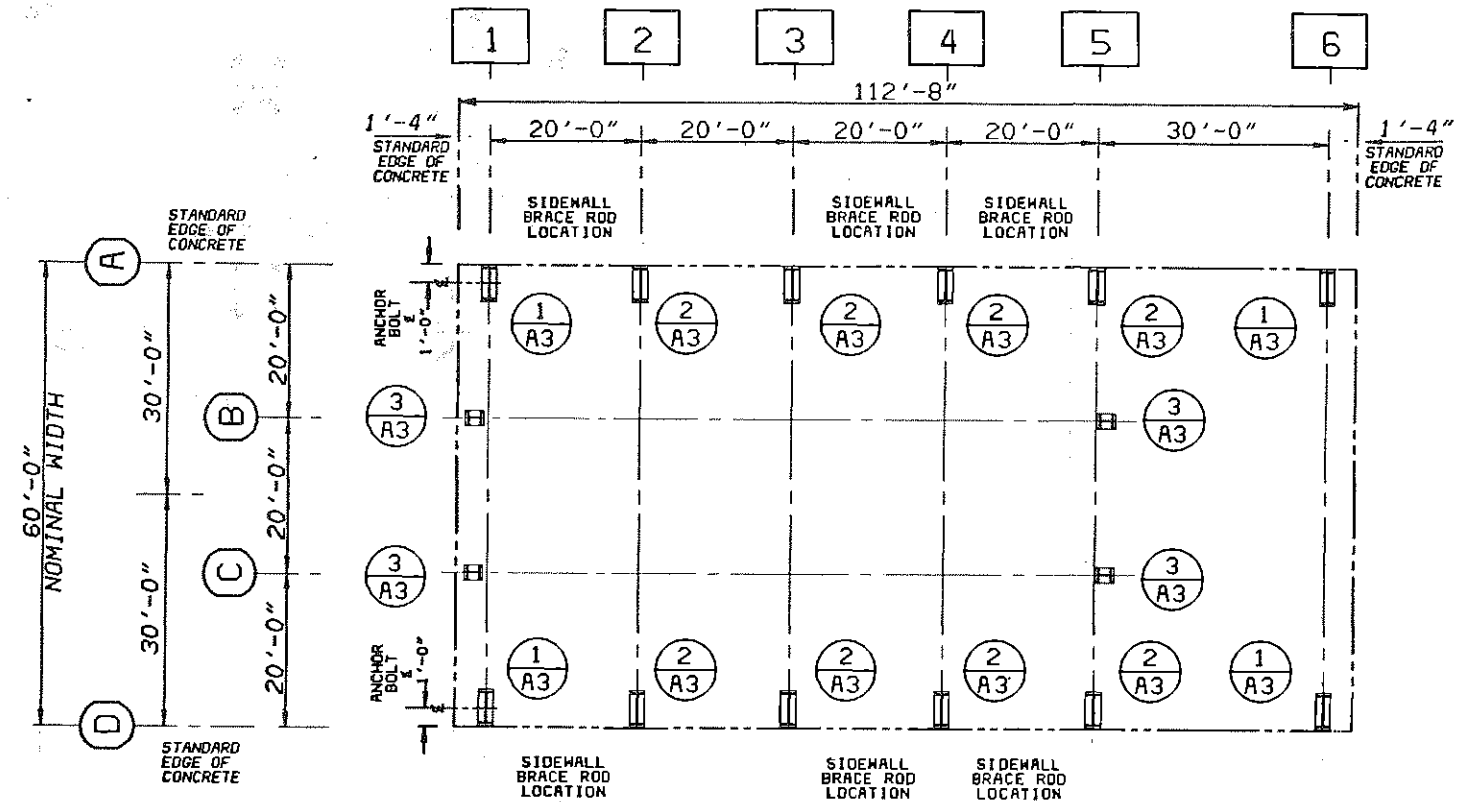 1 2 3 4 5 6
112'-8"
1'-4" 20'-0" 20'-0" 20'-0" 20'-0" 30'-0" 1'-4"
STANDARD
EDGE OF
CONCRETE
STANDARD
EDGE OF
CONCRETE
SIDEWALL
BRACE ROD
LOCATION
SIDEWALL
BRACE ROD
LOCATION
SIDEWALL
BRACE ROD
LOCATION
STANDARD
EDGE OF
CONCRETE
A
B
C
D
60'-0"
NOMINAL WIDTH
30'-0"
30'-0"
20'-0"
20'-0"
20'-0"
ANCHOR
BOLT
1'-0"
1
A3
2
A3
2
A3
2
A3
2
A3
1
A3
3
A3
3
A3
3
A3
3
A3
ANCHOR
BOLT
1'-0"
1
A3
2
A3
2
A3
2
A3
2
A3
1
A3
STANDARD
EDGE OF
CONCRETE
SIDEWALL
BRACE ROD
LOCATION
SIDEWALL
BRACE ROD
LOCATION
SIDEWALL
BRACE ROD
LOCATION